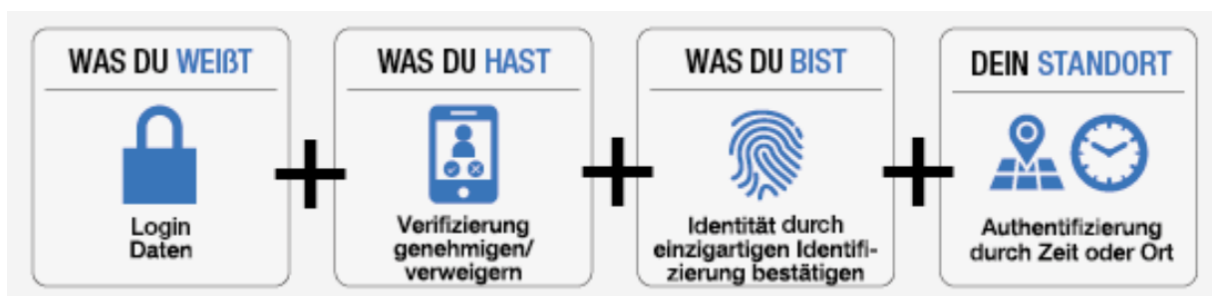 WAS DU WEIßT
Login
Daten
WAS DU HAST
Verifizierung
genehmigen/
verweigern
WAS DU BIST
Identität durch
einzigartigen Identifi-
zierung bestätigen
DEIN STANDORT
Authentifizierung
durch Zeit oder Ort